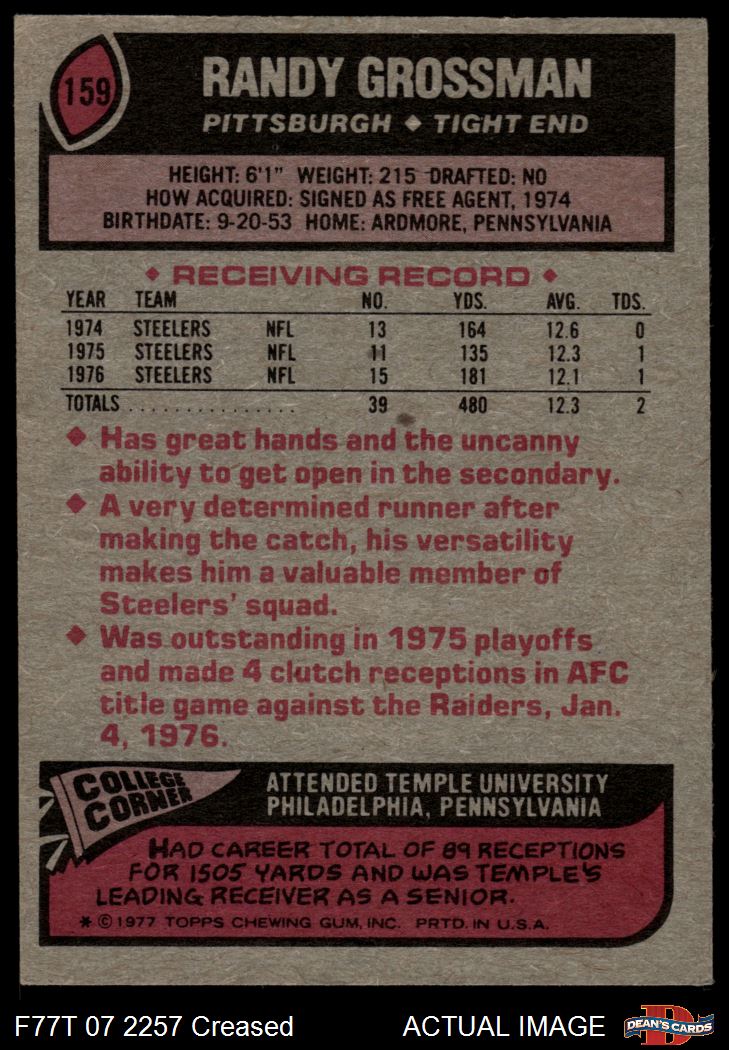 159
RANDY GROSSMAN
PITTSBURGH ◆ TIGHT END
HEIGHT: 6'1" WEIGHT: 215 DRAFTED: NO
HOW ACQUIRED: SIGNED AS FREE AGENT, 1974
BIRTHDATE: 9-20-53 HOME: ARDMORE, PENNSYLVANIA
◆ RECEIVING RECORD ◆
YEAR TEAM NO. YDS. AVG. TDS.
1974 STEELERS NFL 13 164 12.6 0
1975 STEELERS NFL 11 135 12.3 1
1976 STEELERS NFL 15 181 12.1 1
TOTALS . . . . . . . . . . . . . . . . 39 480 12.3 2
◆ Has great hands and the uncanny
ability to get open in the secondary.
◆ A very determined runner after
making the catch, his versatility
makes him a valuable member of
Steelers' squad.
◆ Was outstanding in 1975 playoffs
and made 4 clutch receptions in AFC
title game against the Raiders, Jan.
4, 1976.
COLLEGE
CORNER
ATTENDED TEMPLE UNIVERSITY
PHILADELPHIA, PENNSYLVANIA
HAD CAREER TOTAL OF 89 RECEPTIONS
FOR 1505 YARDS AND WAS TEMPLE'S
LEADING RECEIVER AS A SENIOR.
* © 1977 TOPPS CHEWING GUM, INC. PRTD. IN U.S.A.
F77T 07 2257 Creased ACTUAL IMAGE
D
DEAN'S CARDS